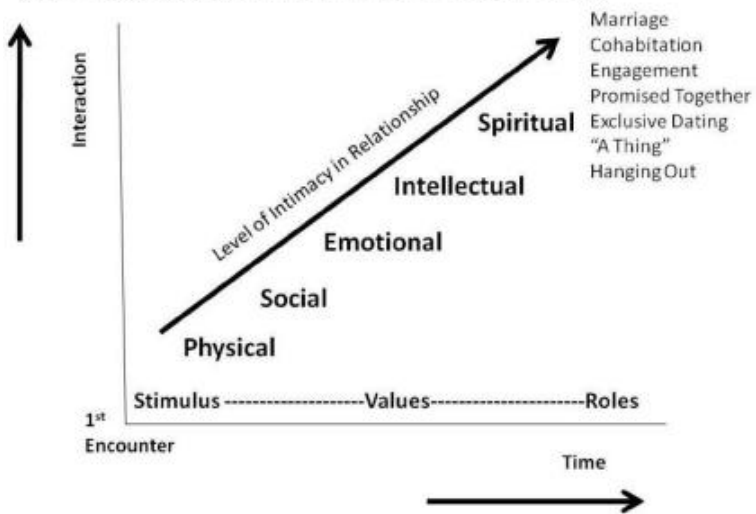 Marriage
Cohabitation
Engagement
Promised Together
Exclusive Dating
"A Thing"
Hanging Out
Interaction
Level of Intimacy in Relationship
Spiritual
Intellectual
Emotional
Social
Physical
Stimulus --------------------Values----------------------Roles
1st
Encounter
Time